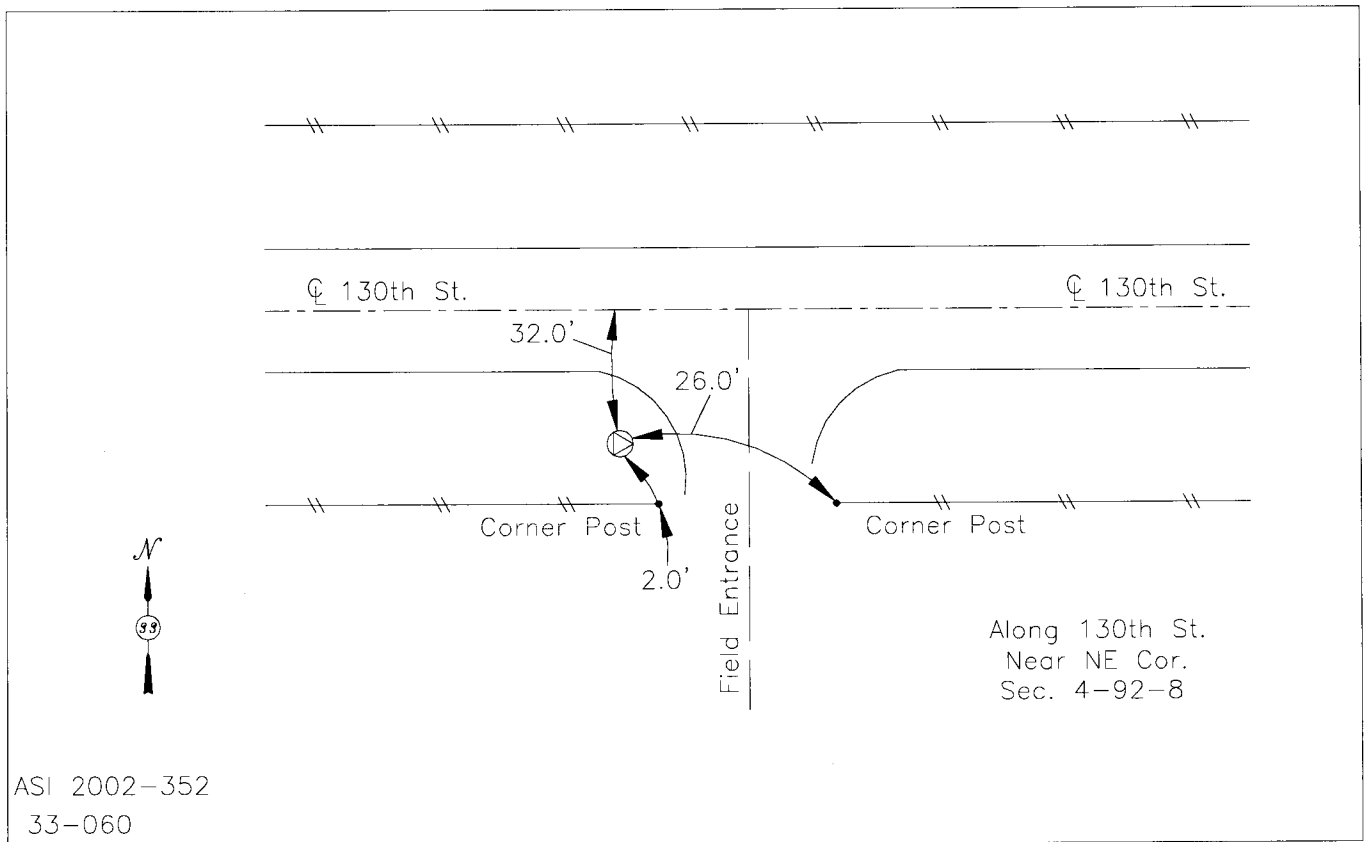 ℄ 130th St.
℄ 130th St.
32.0'
26.0'
Corner Post
Corner Post
2.0'
Field Entrance
N
33
Along 130th St.
Near NE Cor.
Sec. 4-92-8
ASI 2002-352
33-060